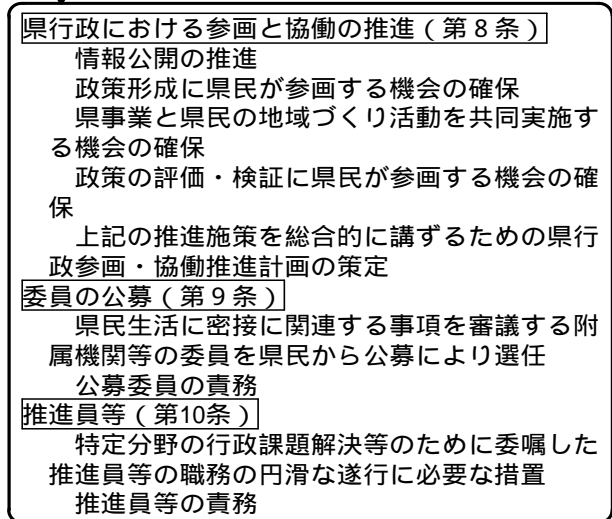 県行政における参画と協働の推進(第8条)
情報公開の推進
政策形成に県民が参画する機会の確保
県事業と県民の地域づくり活動を共同実施す
る機会の確保
政策の評価・検証に県民が参画する機会の確
保
上記の推進施策を総合的に講ずるための県行
政参画・協働推進計画の策定
委員の公募(第9条)
県民生活に密接に関連する事項を審議する附
属機関等の委員を県民から公募により選任
公募委員の責務
推進員等(第10条)
特定分野の行政課題解決等のために委嘱した
推進員等の職務の円滑な遂行に必要な措置
推進員等の責務